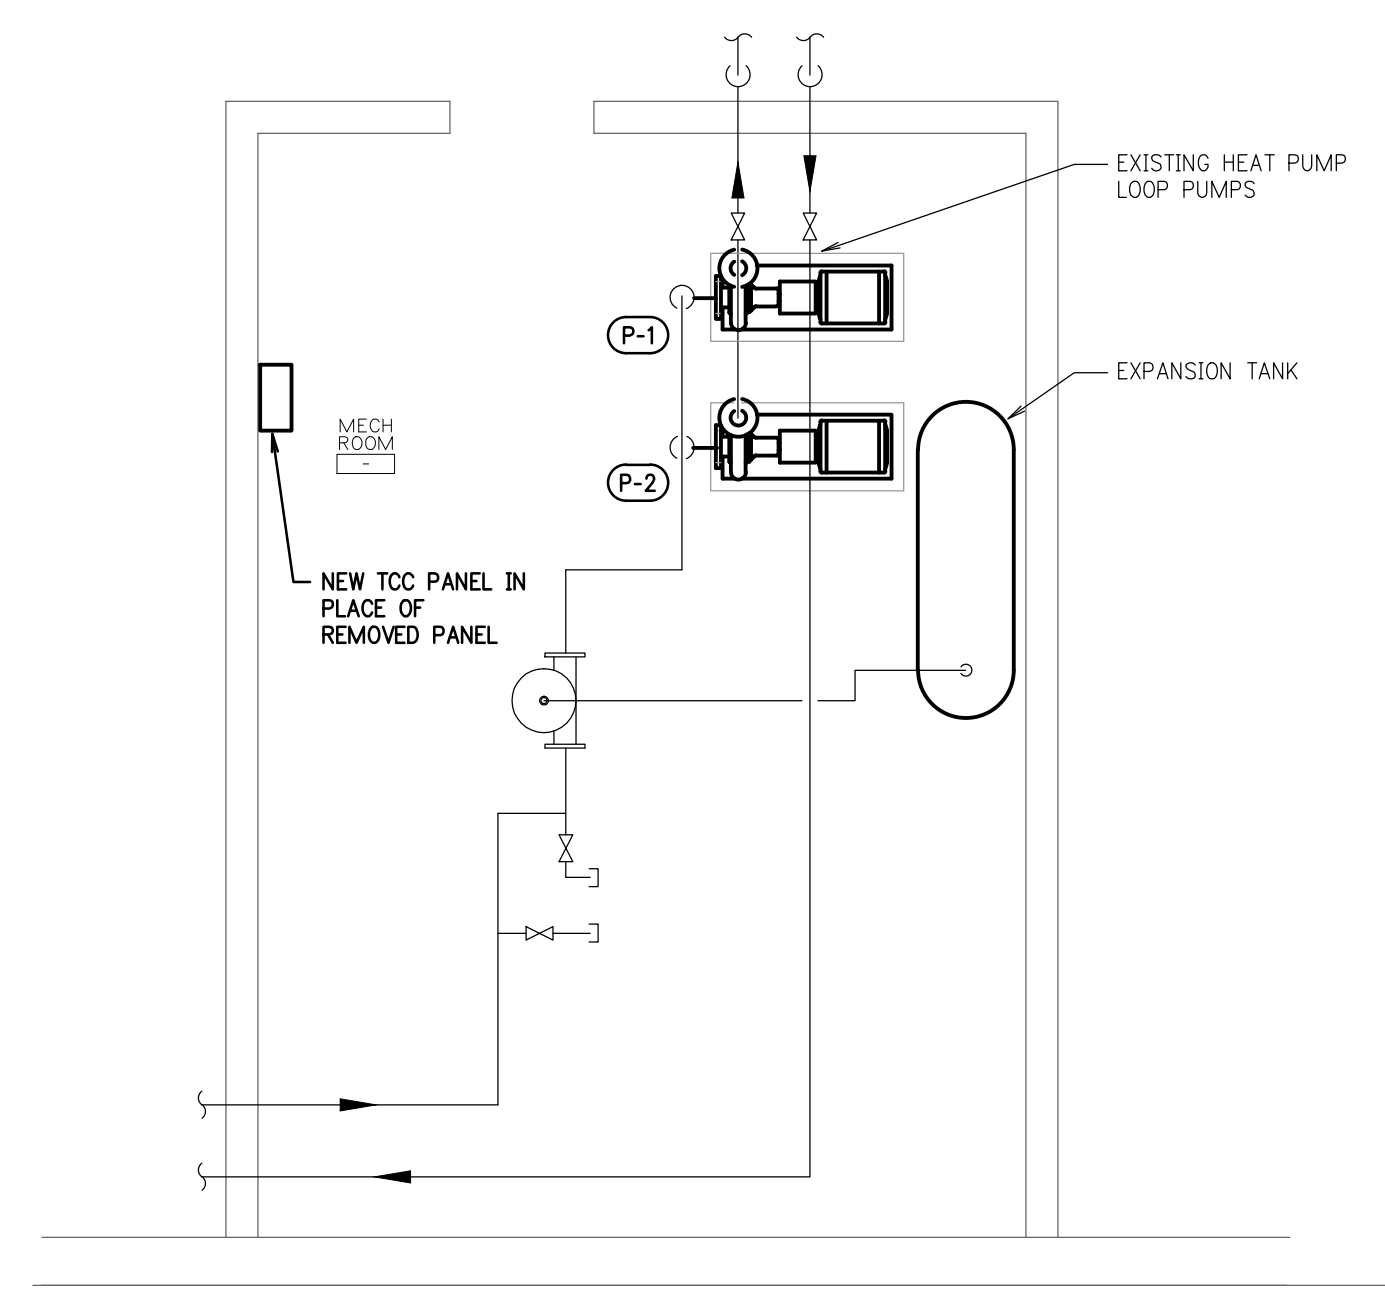 EXISTING HEAT PUMP
LOOP PUMPS
P-1
EXPANSION TANK
MECH
ROOM
-
P-2
NEW TCC PANEL IN
PLACE OF
REMOVED PANEL